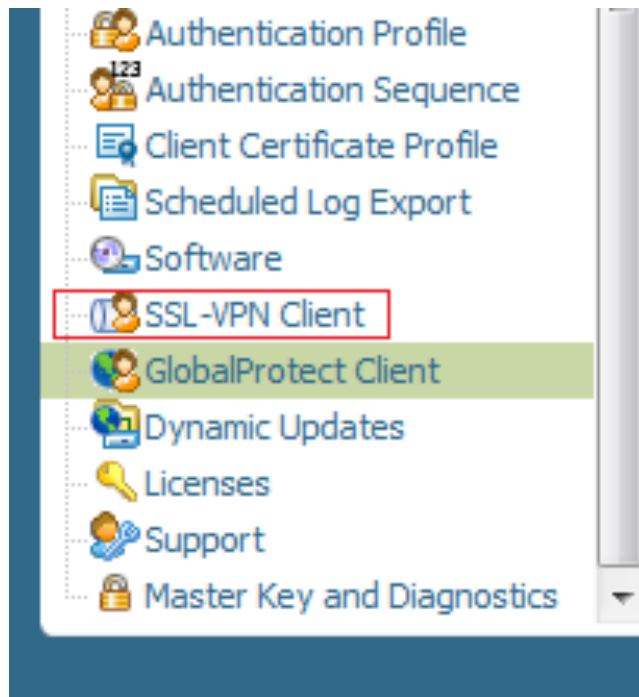 Authentication Profile
123
Authentication Sequence
Client Certificate Profile
Scheduled Log Export
Software
SSL-VPN Client
GlobalProtect Client
Dynamic Updates
Licenses
Support
Master Key and Diagnostics